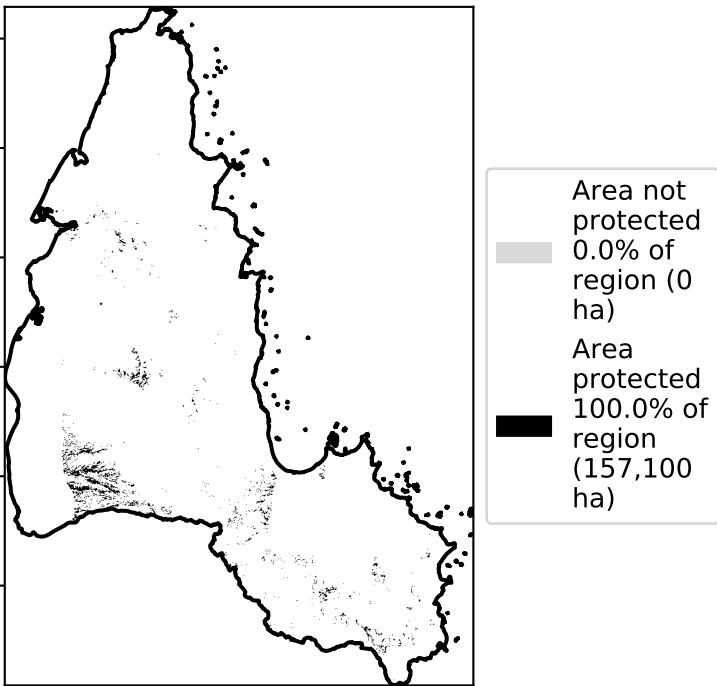 Area not
protected
0.0% of
region (0
ha)
Area
protected
100.0% of
region
(157,100
ha)